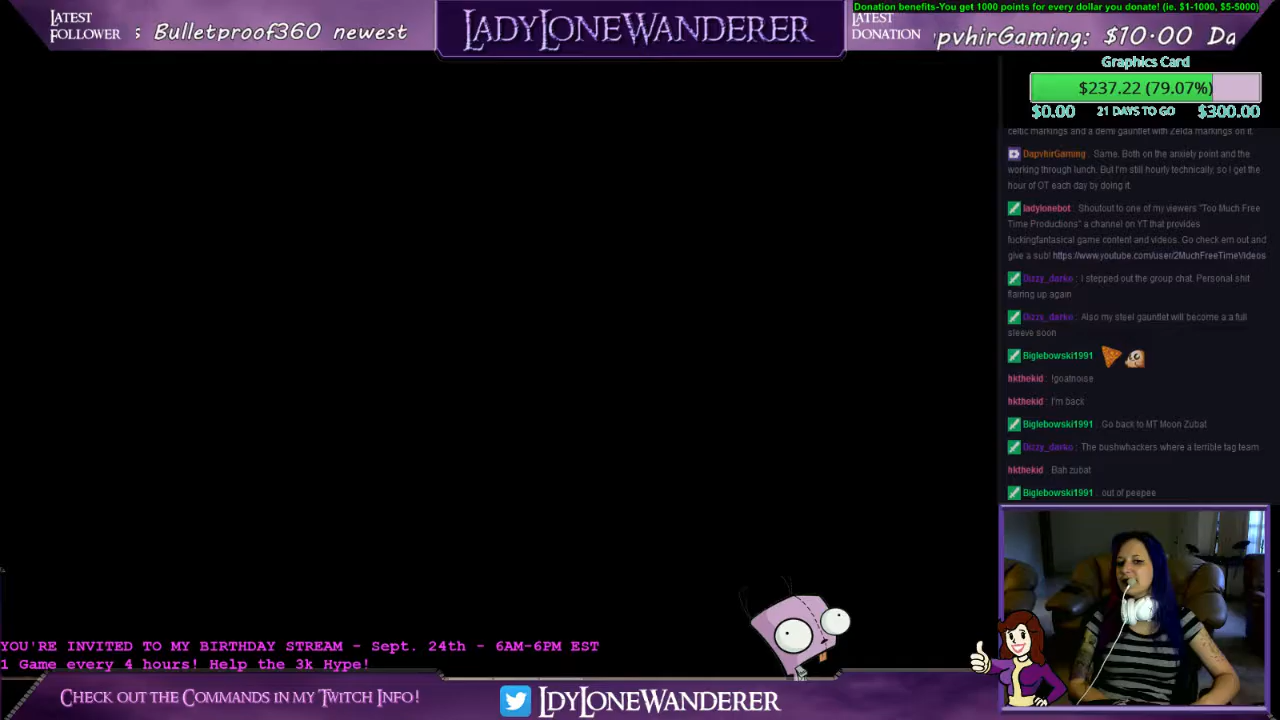 LATEST FOLLOWER
: Bulletproof360 newest
LADYLONEWANDERER
Donation benefits-You get 1000 points for every dollar you donate! (ie. $1-1000, $5-5000)
LATEST DONATION
pvhirGaming: $10.00 Da
Graphics Card
$237.22 (79.07%)
$0.00 21 DAYS TO GO $300.00
celtic markings and a demi gauntlet with Zelda markings on it.
DapvhirGaming : Same. Both on the anxiety point and the
working through lunch. But I'm still hourly technically, so I get the
hour of OT each day by doing it.
ladylonebot : Shoutout to one of my viewers "Too Much Free
Time Productions" a channel on YT that provides
fuckingfantasical game content and videos. Go check em out and
give a sub! https://www.youtube.com/user/2MuchFreeTimeVideos
Dizzy_darko : I stepped out the group chat. Personal shit
flairing up again
Dizzy_darko : Also my steel gauntlet will become a a full
sleeve soon
Biglebowski1991
hkthekid : !goatnoise
hkthekid : I'm back
Biglebowski1991 : Go back to MT Moon Zubat
Dizzy_darko : The bushwhackers where a terrible tag team
hkthekid : Bah zubat
Biglebowski1991 : out of peepee
YOU'RE INVITED TO MY BIRTHDAY STREAM - Sept. 24th - 6AM-6PM EST
1 Game every 4 hours! Help the 3k Hype!
CHECK OUT THE COMMANDS IN MY TWITCH INFO!
LDYLONEWANDERER